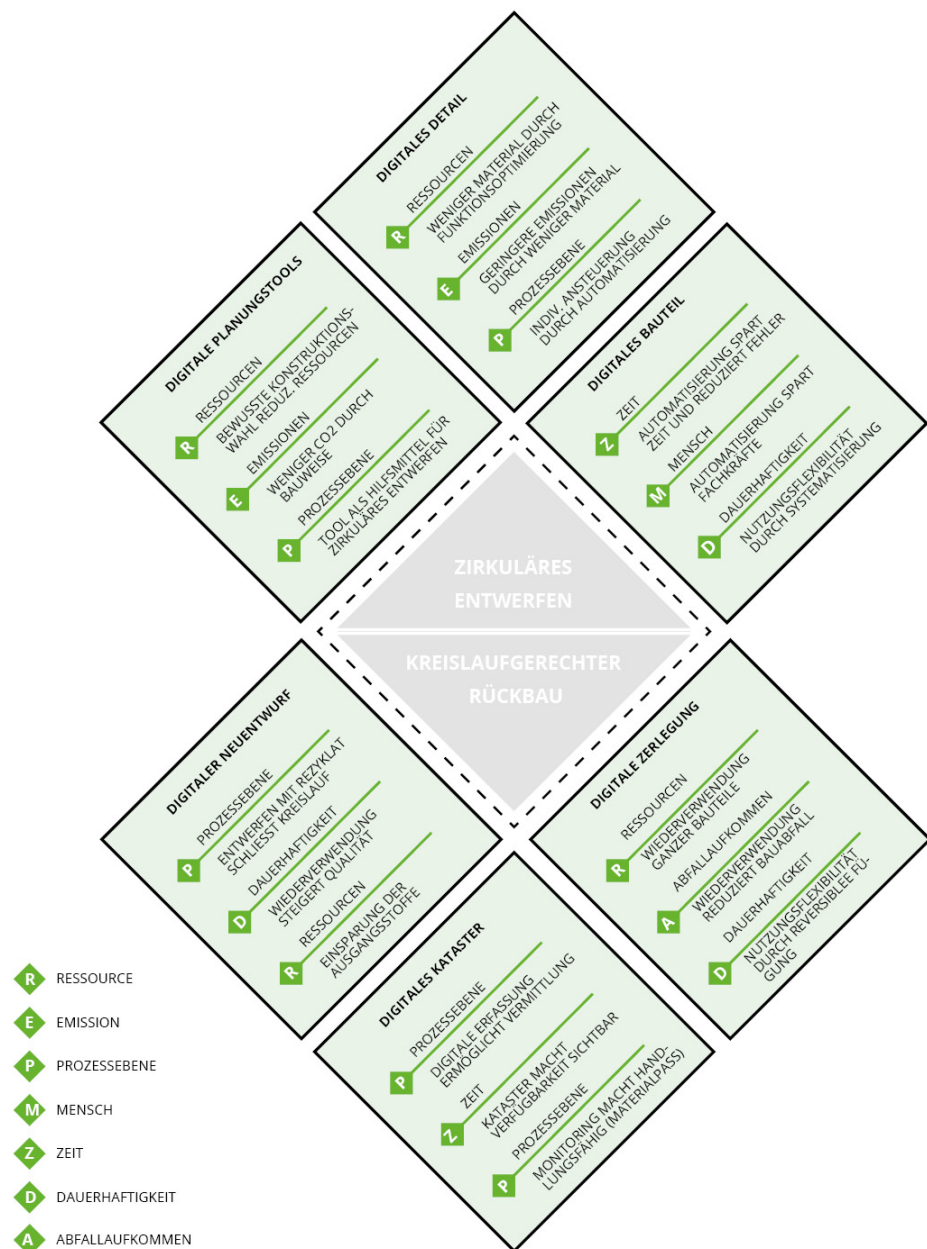 DIGITALES DETAIL
R
RESSOURCEN
WENIGER MATERIAL DURCH
FUNKTIONSOPTIMIERUNG
E
EMISSIONEN
GERINGERE EMISSIONEN
DURCH WENIGER MATERIAL
P
PROZESSEBENE
INDIV. ANSTEUERUNG
DURCH AUTOMATISIERUNG
DIGITALE PLANUNGSTOOLS
R
RESSOURCEN
BEWUSSTE KONSTRUKTIONS-
WAHL REDUZ. RESSOURCEN
E
EMISSIONEN
WENIGER CO2 DURCH
BAUWEISE
P
PROZESSEBENE
TOOL ALS HILFSMITTEL FÜR
ZIRKULÄRES ENTWERFEN
DIGITALES BAUTEIL
Z
ZEIT
AUTOMATISIERUNG SPART
ZEIT UND REDUZIERT FEHLER
M
MENSCH
AUTOMATISIERUNG SPART
FACHKRÄFTE
D
DAUERHAFTIGKEIT
NUTZUNGSFLEXIBILITÄT
DURCH SYSTEMATISIERUNG
ZIRKULÄRES
ENTWERFEN
KREISLAUFGERECHTER
RÜCKBAU
DIGITALER NEUENTWURF
P
PROZESSEBENE
ENTWERFEN MIT REZYKLAT
SCHLIESST KREISLAUF
D
DAUERHAFTIGKEIT
WIEDERVERWENDUNG
STEIGERT QUALITÄT
R
RESSOURCEN
EINSPARUNG DER
AUSGANGSSTOFFE
DIGITALE ZERLEGUNG
R
RESSOURCEN
WIEDERVERWENDUNG
GANZER BAUTEILE
A
ABFALLAUFKOMMEN
WIEDERVERWENDUNG
REDUZIERT BAUABFALL
D
DAUERHAFTIGKEIT
NUTZUNGSFLEXIBILITÄT
DURCH REVERSIBLEE FÜ-
GUNG
DIGITALES KATASTER
P
PROZESSEBENE
DIGITALE ERFASSUNG
ERMÖGLICHT VERMITTLUNG
Z
ZEIT
KATASTER MACHT
VERFÜGBARKEIT SICHTBAR
P
PROZESSEBENE
MONITORING MACHT HAND-
LUNGSFÄHIG (MATERIALPASS)
R RESSOURCE
E EMISSION
P PROZESSEBENE
M MENSCH
Z ZEIT
D DAUERHAFTIGKEIT
A ABFALLAUFKOMMEN